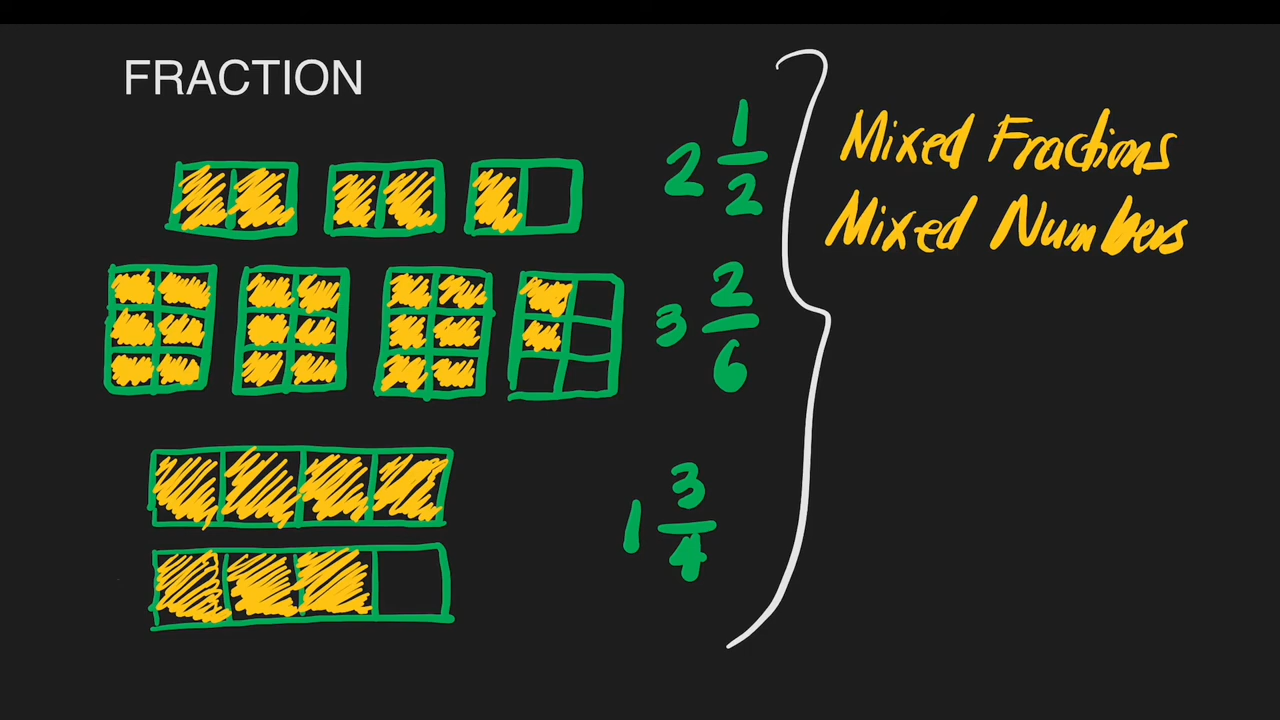 FRACTION
2 1/2
3 2/6
1 3/4
Mixed Fractions
Mixed Numbers